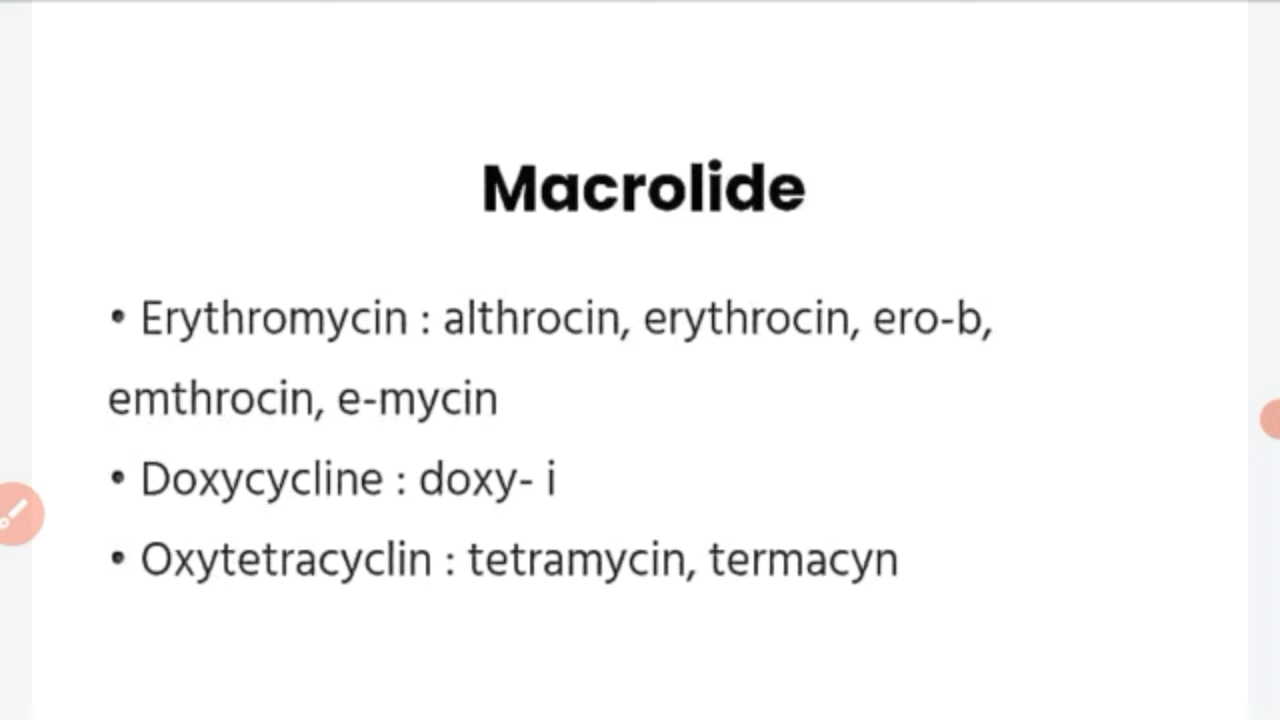 Macrolide
• Erythromycin : althrocin, erythrocin, ero-b,
emthrocin, e-mycin
• Doxycycline : doxy- i
• Oxytetracyclin : tetramycin, termacyn